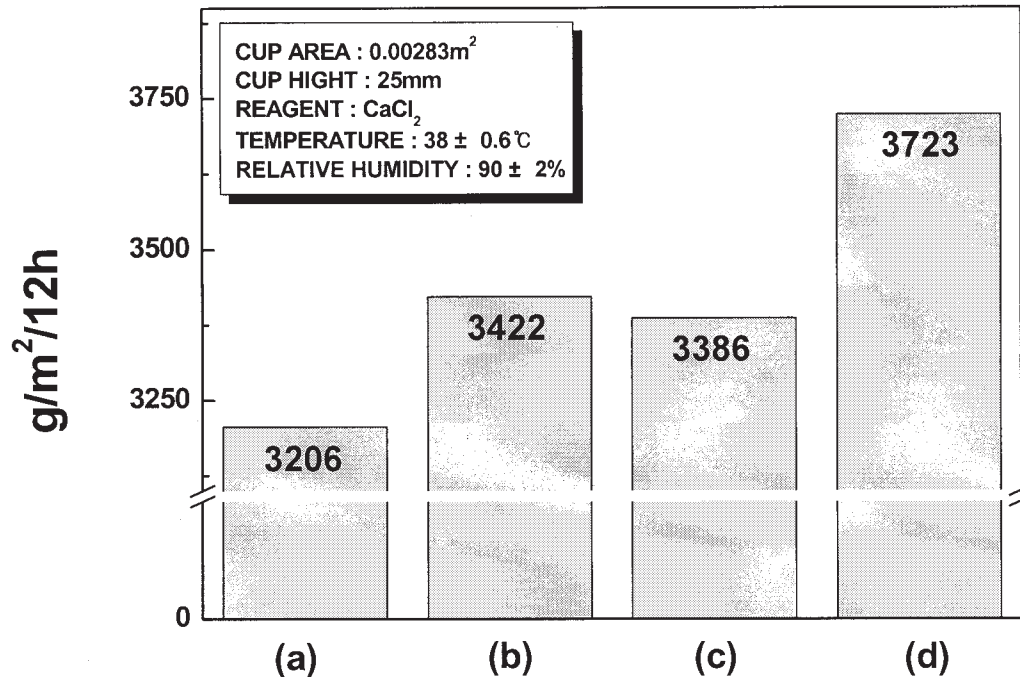 CUP AREA : 0.00283m²
CUP HIGHT : 25mm
REAGENT : CaCl₂
TEMPERATURE : 38 ± 0.6℃
RELATIVE HUMIDITY : 90 ± 2%
g/m²/12h
3750
3500
3250
0
3206
3422
3386
3723
(a)
(b)
(c)
(d)